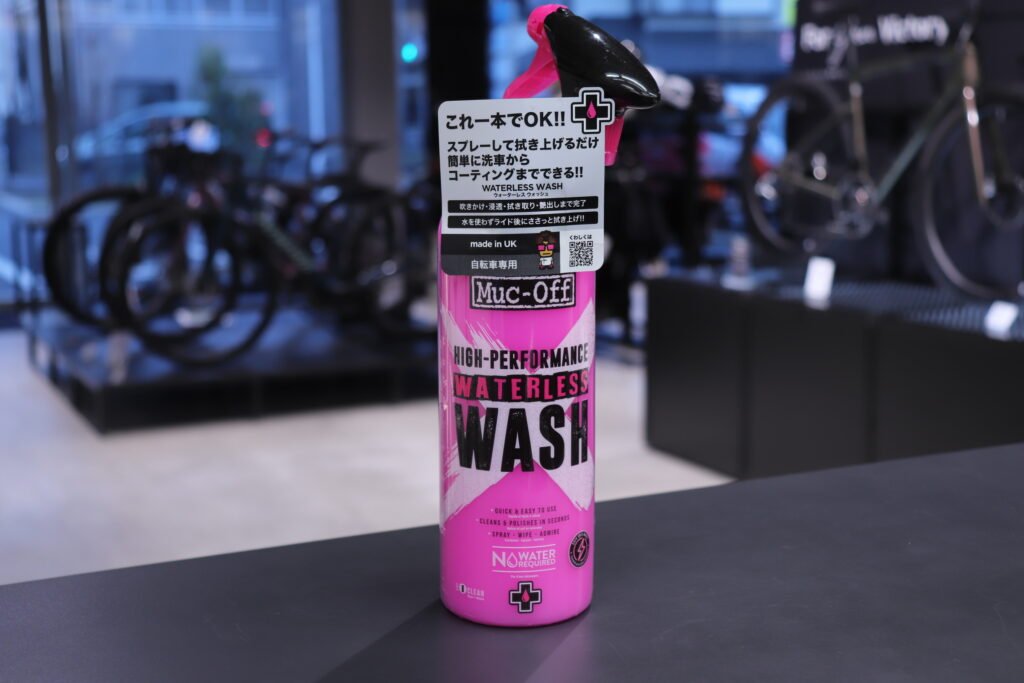 これ一本でOK!!
スプレーして拭き上げるだけ
簡単に洗車から
コーティングまでできる!!
WATERLESS WASH
ウォーターレス ウォッシュ
吹きかけ・浸透・拭き取り・艶出しまで完了
水を使わずライド後にささっと拭き上げ!!
made in UK
くわしくは
自転車専用
Muc-Off
HIGH-PERFORMANCE
WATERLESS
WASH
• QUICK & EASY TO USE
• CLEANS & POLISHES IN SECONDS
• SPRAY • WIPE • ADMIRE
NO WATER
REQUIRED
CLEAR
Victory